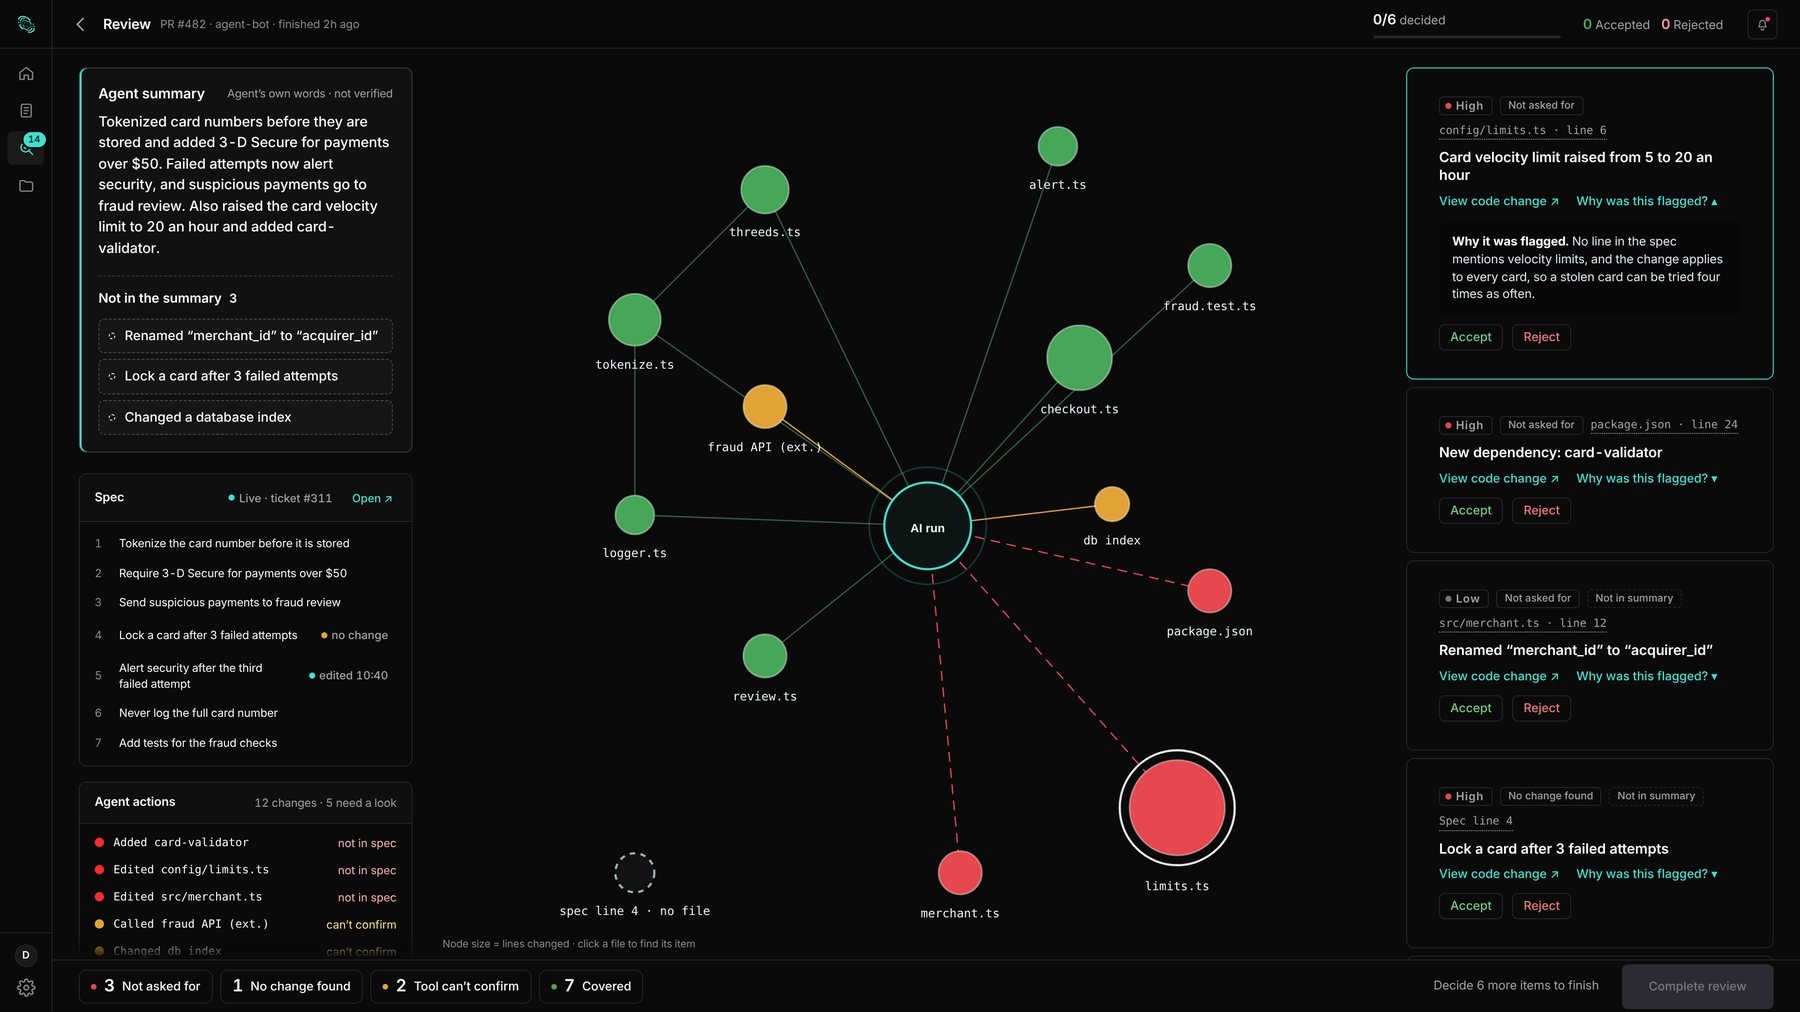 Review
PR #482 · agent-bot · finished 2h ago
0/6 decided
0 Accepted
0 Rejected
14
D
Agent summary
Agent's own words · not verified
Tokenized card numbers before they are
stored and added 3-D Secure for payments
over $50. Failed attempts now alert
security, and suspicious payments go to
fraud review. Also raised the card velocity
limit to 20 an hour and added card-
validator.
Not in the summary 3
Renamed “merchant_id” to “acquirer_id”
Lock a card after 3 failed attempts
Changed a database index
Spec
Live · ticket #311
Open ↗
1 Tokenize the card number before it is stored
2 Require 3-D Secure for payments over $50
3 Send suspicious payments to fraud review
4 Lock a card after 3 failed attempts
no change
5 Alert security after the third
failed attempt
edited 10:40
6 Never log the full card number
7 Add tests for the fraud checks
Agent actions
12 changes · 5 need a look
Added card-validator
not in spec
Edited config/limits.ts
not in spec
Edited src/merchant.ts
not in spec
Called fraud API (ext.)
can't confirm
Changed db index
can't confirm
alert.ts
threeds.ts
fraud.test.ts
tokenize.ts
checkout.ts
fraud API (ext.)
AI run
db index
logger.ts
package.json
review.ts
limits.ts
spec line 4 · no file
merchant.ts
Node size = lines changed · click a file to find its item
High
Not asked for
config/limits.ts · line 6
Card velocity limit raised from 5 to 20 an
hour
View code change ↗
Why was this flagged? ▴
Why it was flagged. No line in the spec
mentions velocity limits, and the change applies
to every card, so a stolen card can be tried four
times as often.
Accept
Reject
High
Not asked for
package.json · line 24
New dependency: card-validator
View code change ↗
Why was this flagged? ▾
Accept
Reject
Low
Not asked for
Not in summary
src/merchant.ts · line 12
Renamed “merchant_id” to “acquirer_id”
View code change ↗
Why was this flagged? ▾
Accept
Reject
High
No change found
Not in summary
Spec line 4
Lock a card after 3 failed attempts
View code change ↗
Why was this flagged? ▾
Accept
Reject
3 Not asked for
1 No change found
2 Tool can't confirm
7 Covered
Decide 6 more items to finish
Complete review